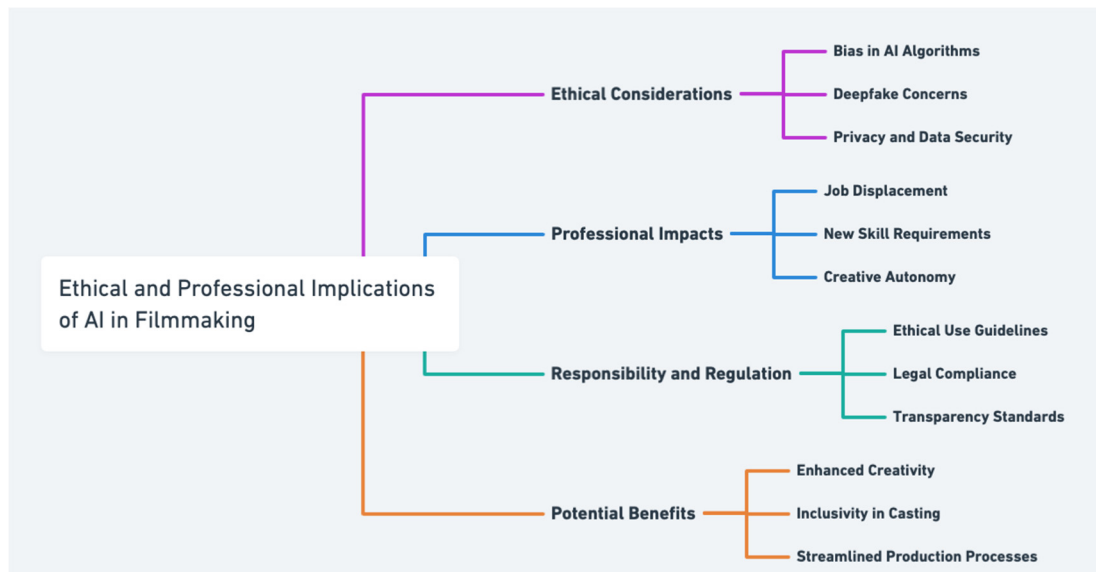 Ethical and Professional Implications
of AI in Filmmaking
Ethical Considerations
Bias in AI Algorithms
Deepfake Concerns
Privacy and Data Security
Professional Impacts
Job Displacement
New Skill Requirements
Creative Autonomy
Responsibility and Regulation
Ethical Use Guidelines
Legal Compliance
Transparency Standards
Potential Benefits
Enhanced Creativity
Inclusivity in Casting
Streamlined Production Processes